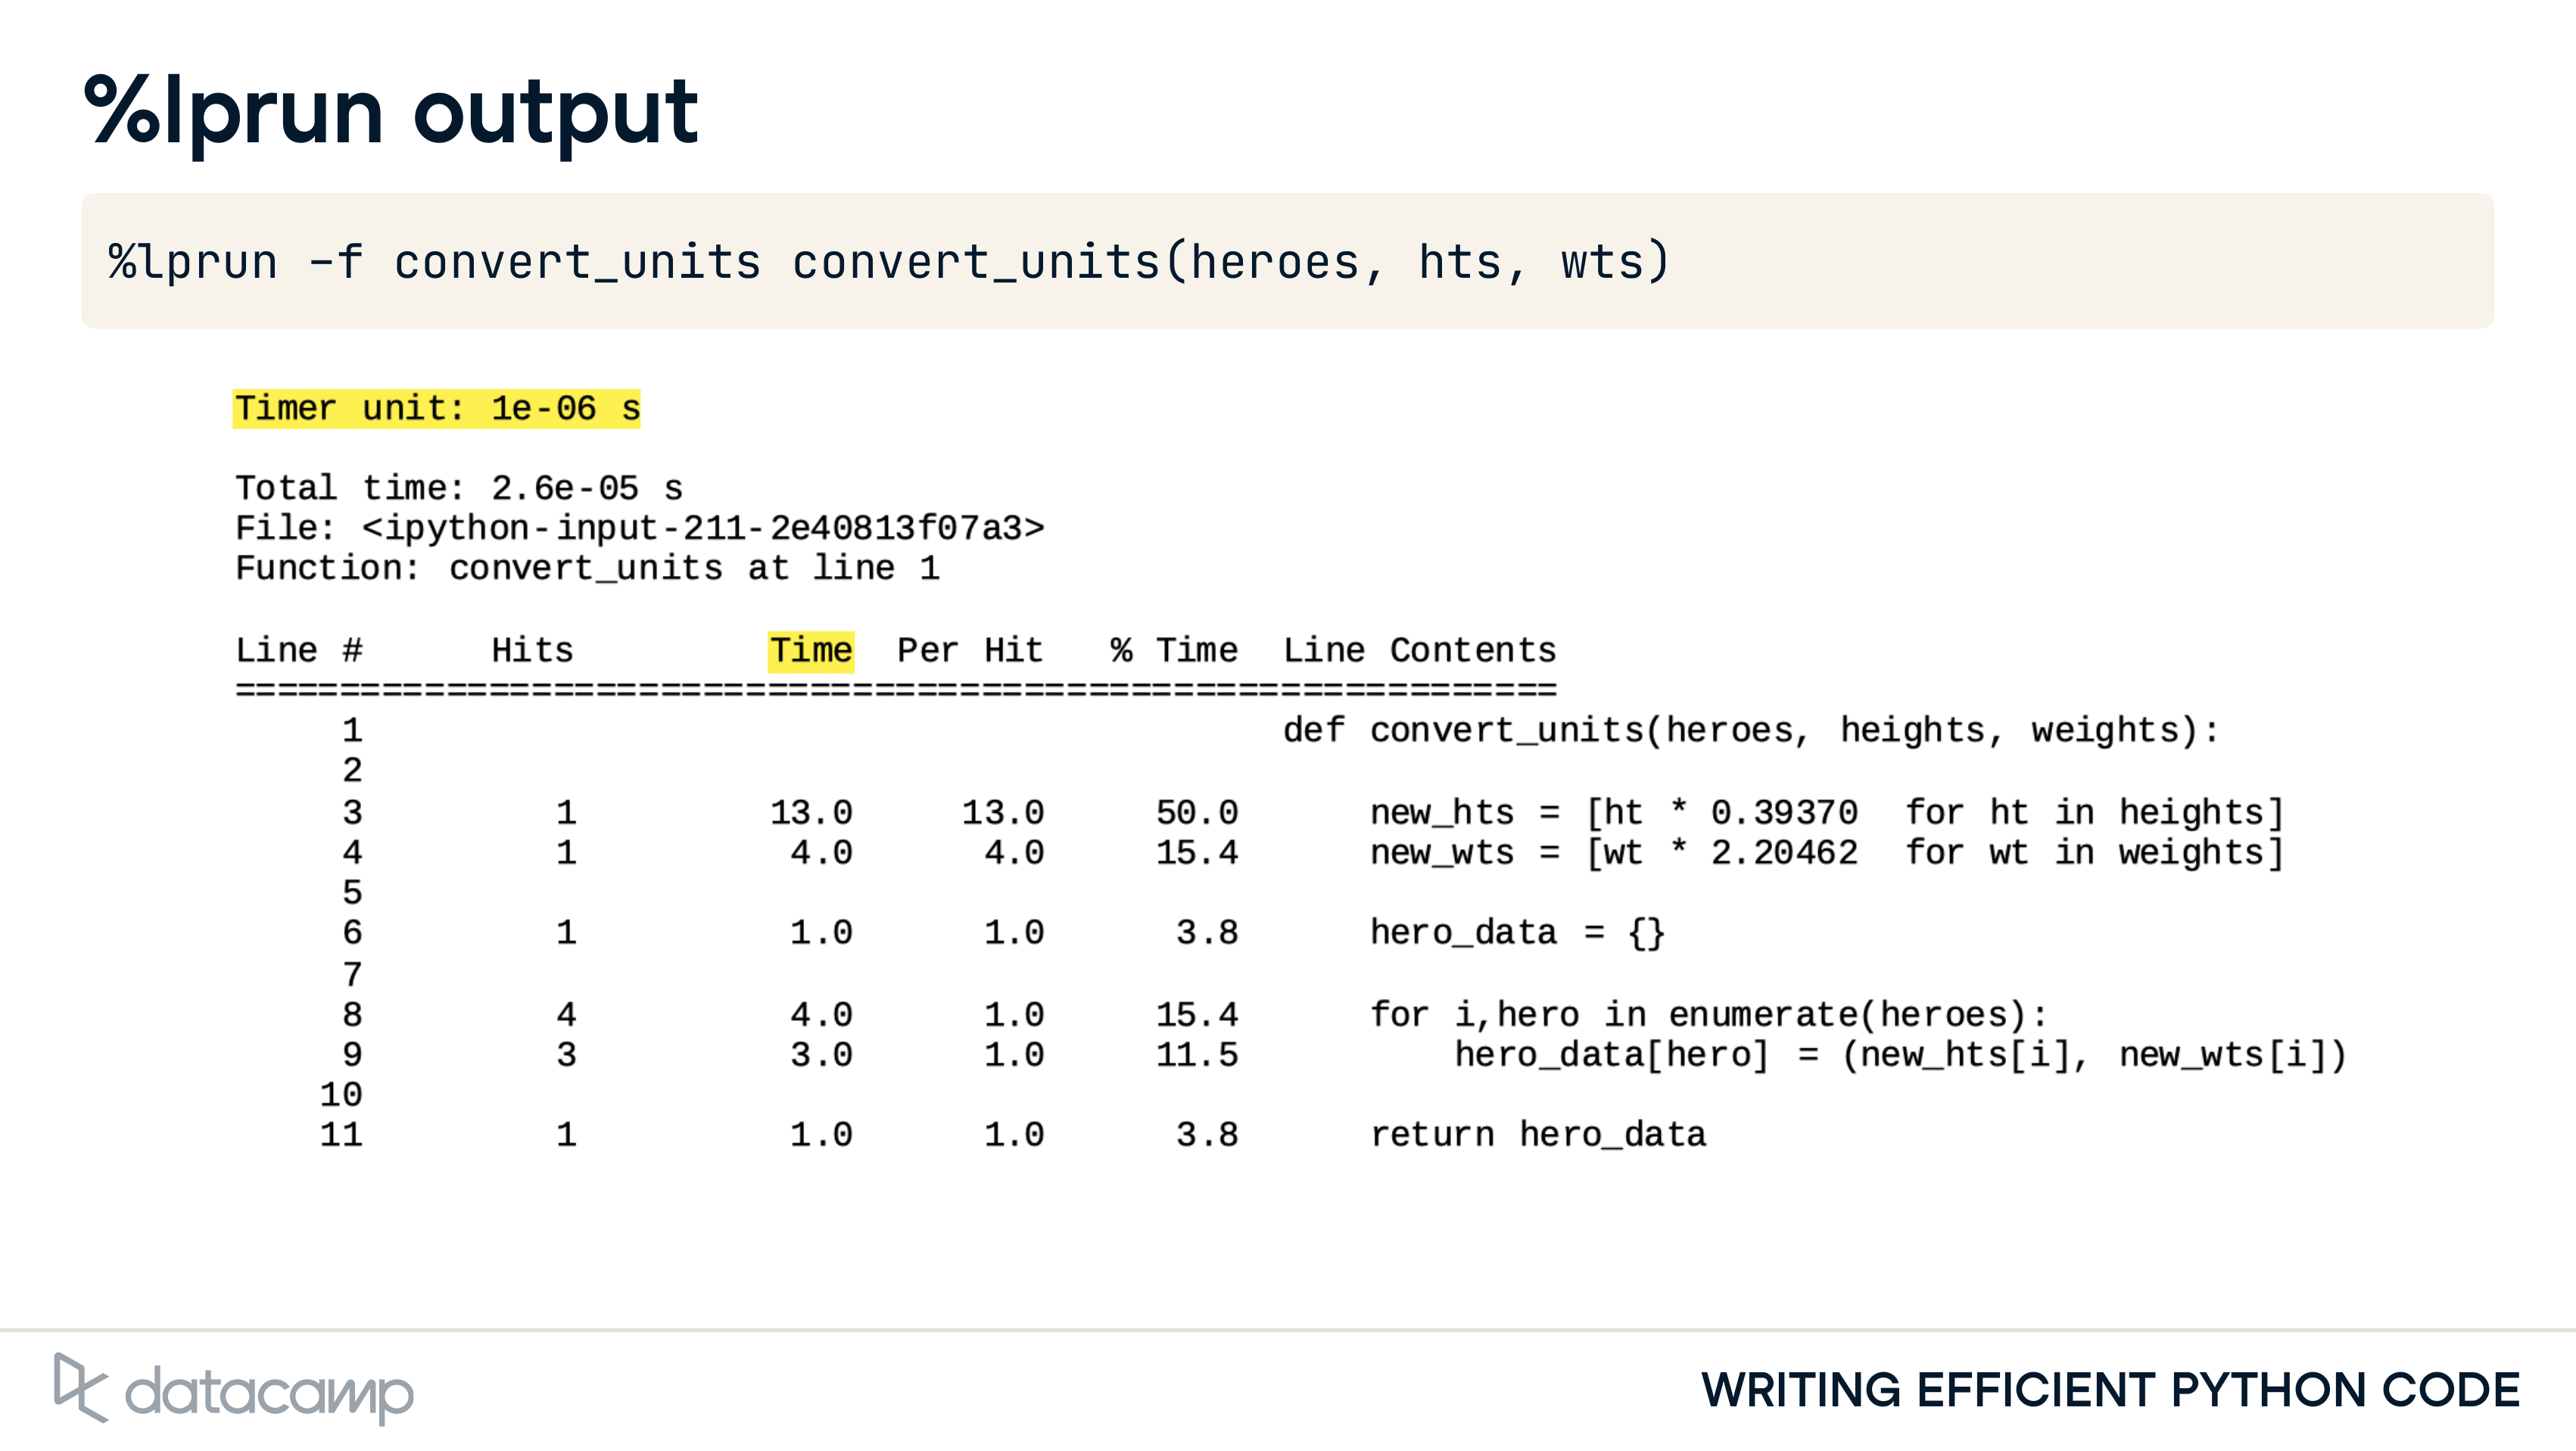 %lprun output
%lprun -f convert_units convert_units(heroes, hts, wts)
Timer unit: 1e-06 s
Total time: 2.6e-05 s
File: <ipython-input-211-2e40813f07a3>
Function: convert_units at line 1
Line #      Hits         Time  Per Hit   % Time  Line Contents
==============================================================
     1                                           def convert_units(heroes, heights, weights):
     2
     3         1         13.0     13.0     50.0      new_hts = [ht * 0.39370  for ht in heights]
     4         1          4.0      4.0     15.4      new_wts = [wt * 2.20462  for wt in weights]
     5
     6         1          1.0      1.0      3.8      hero_data = {}
     7
     8         4          4.0      1.0     15.4      for i,hero in enumerate(heroes):
     9         3          3.0      1.0     11.5          hero_data[hero] = (new_hts[i], new_wts[i])
    10
    11         1          1.0      1.0      3.8      return hero_data
datacamp
WRITING EFFICIENT PYTHON CODE